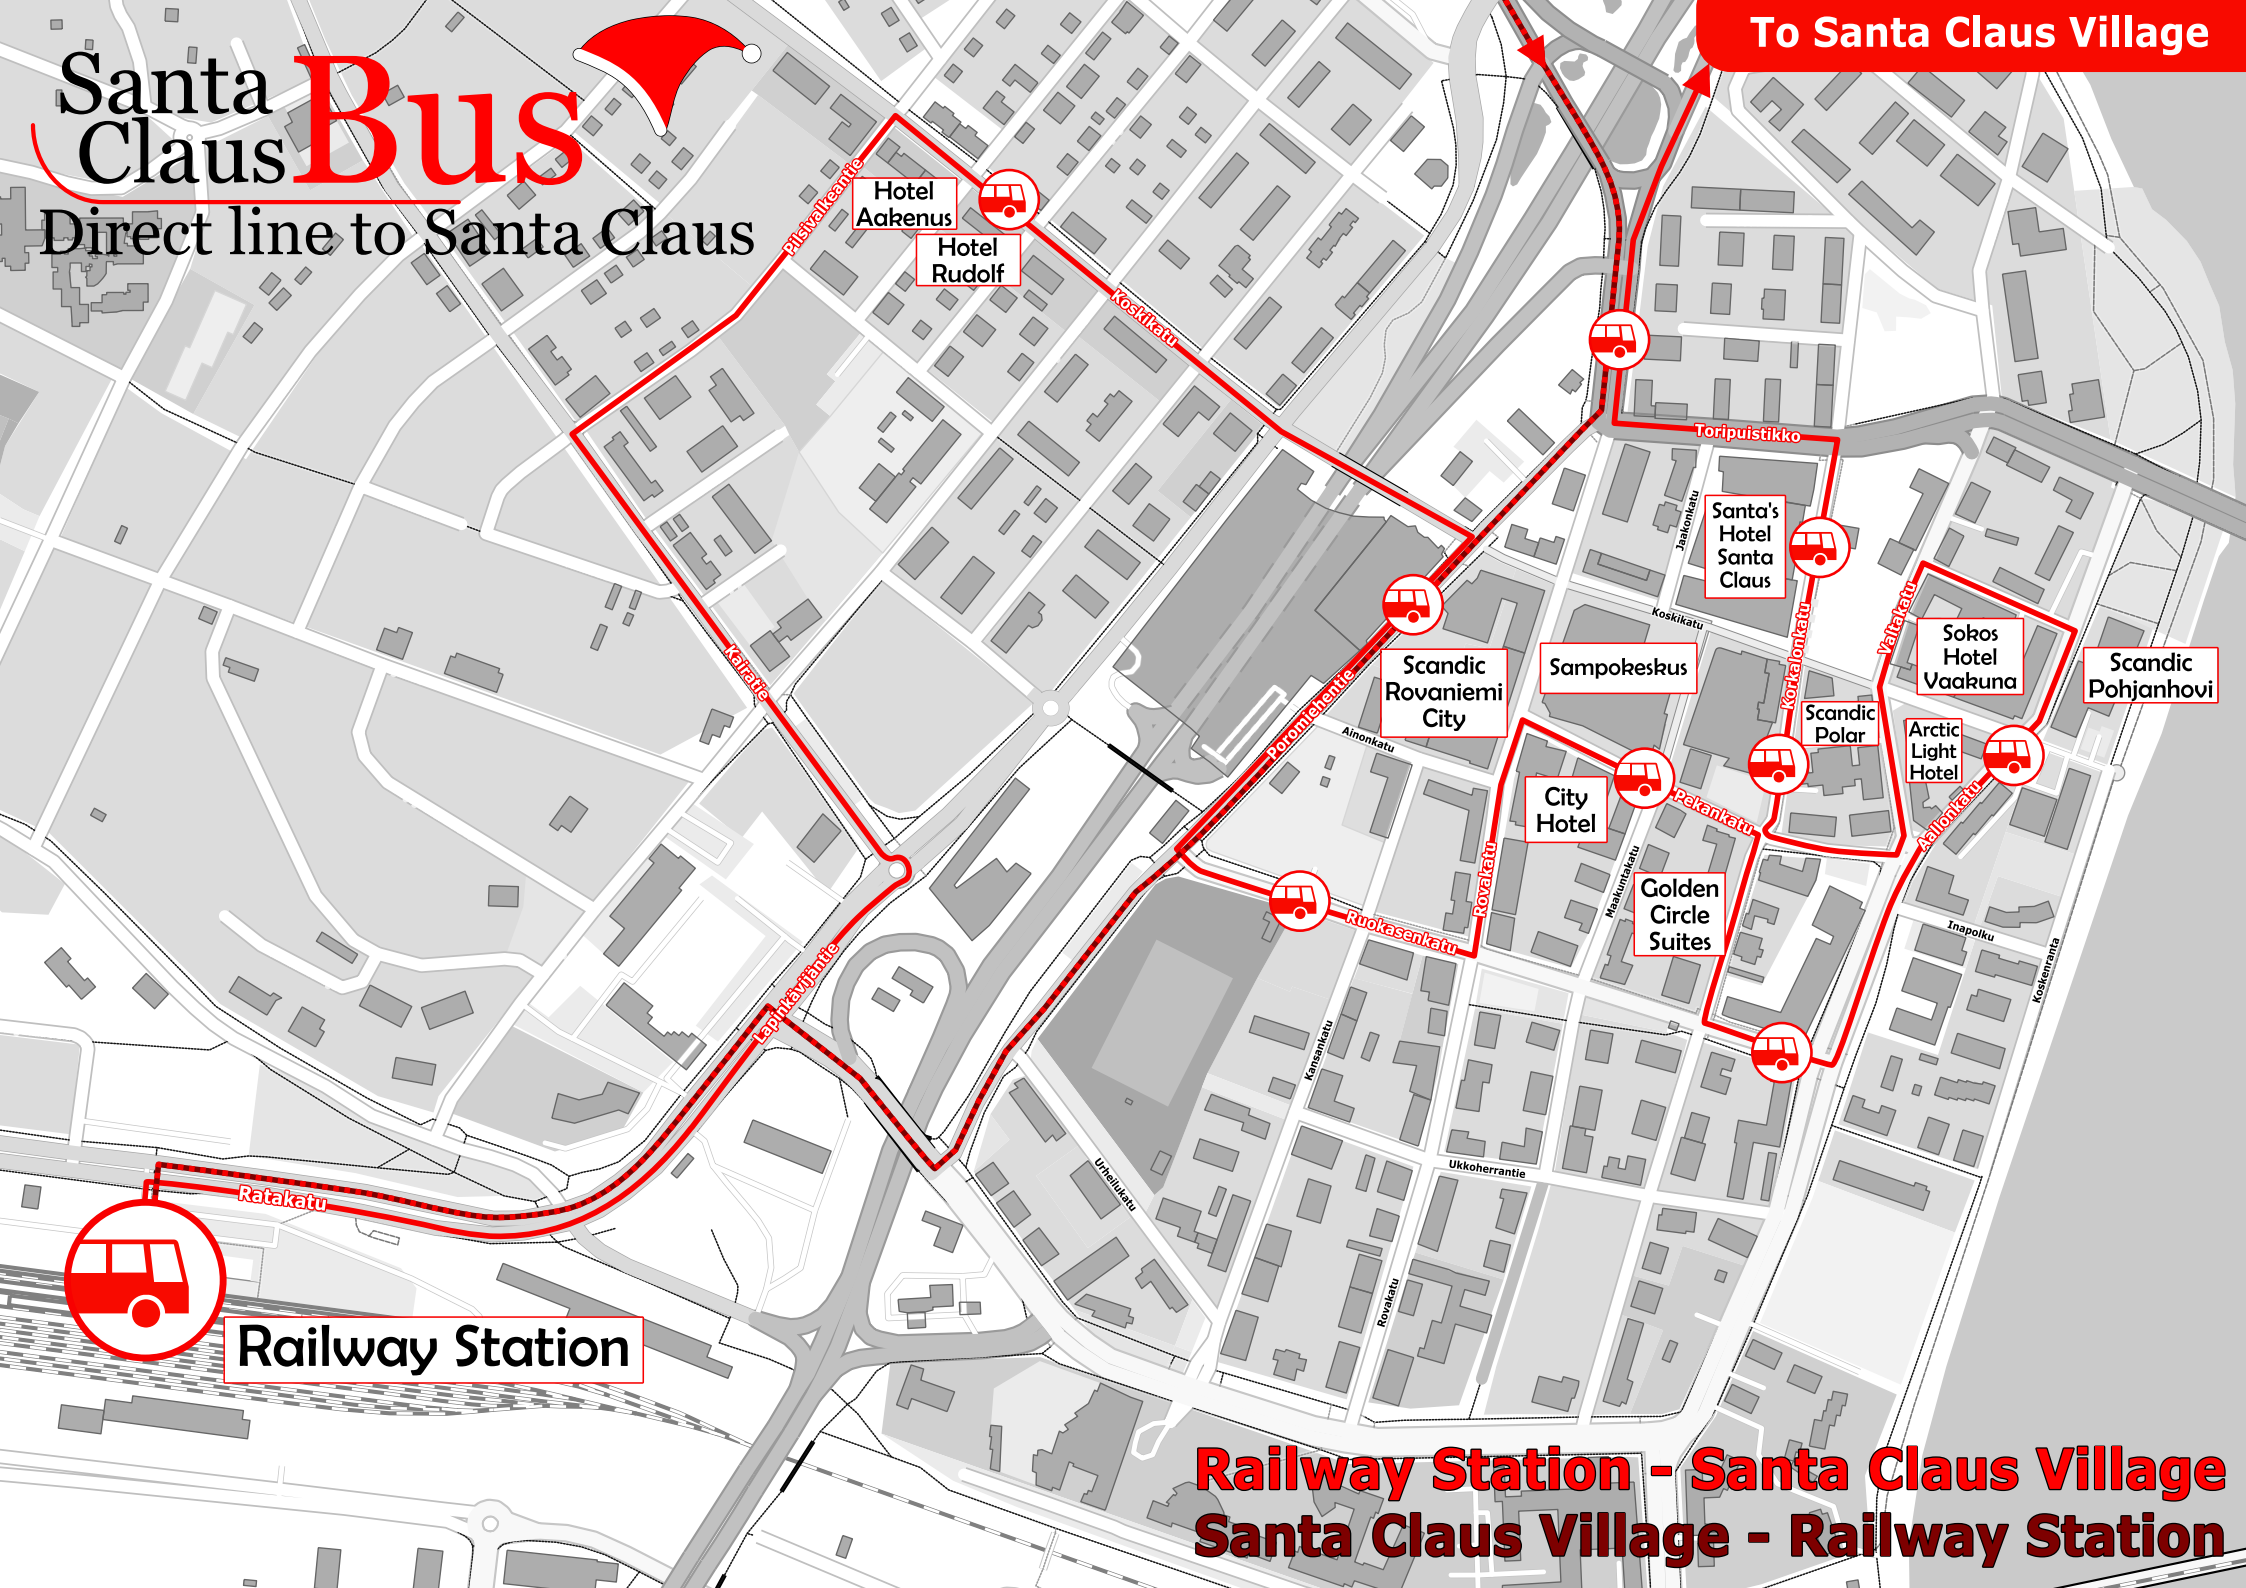 To Santa Claus Village
Santa
Claus
Bus
Direct line to Santa Claus
Pilsivalkeantie
Hotel
Aakenus
Hotel
Rudolf
Koskikatu
Toripuistikko
Jaakonkatu
Santa's
Hotel
Santa
Claus
Koskikatu
Korkalonkatu
Valtakatu
Sokos
Hotel
Vaakuna
Scandic
Pohjanhovi
Scandic
Rovaniemi
City
Sampokeskus
Kairatie
Poromiehentie
Ainonkatu
Scandic
Polar
Arctic
Light
Hotel
City
Hotel
Pekankatu
Aallonkatu
Rovakatu
Maakuntakatu
Golden
Circle
Suites
Ruokasenkatu
Inapolku
Koskenranta
Lapinkävijäntie
Kansankatu
Urheilukatu
Ukkoherrantie
Rovakatu
Ratakatu
Railway Station
Railway Station - Santa Claus Village
Santa Claus Village - Railway Station